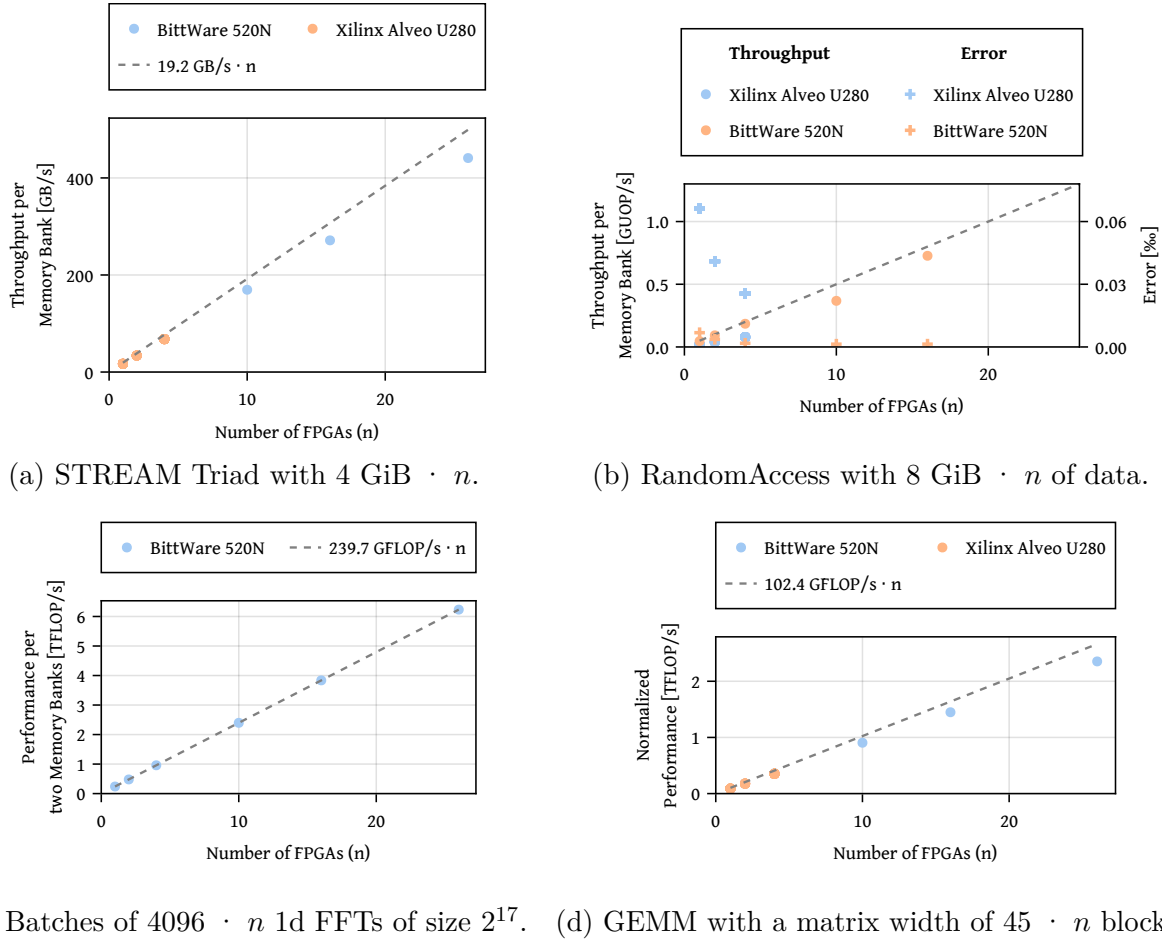 BittWare 520N
Xilinx Alveo U280
19.2 GB/s · n
Throughput per
Memory Bank [GB/s]
400
200
0
0
10
20
Number of FPGAs (n)
(a) STREAM Triad with 4 GiB · n.
Throughput
Error
Xilinx Alveo U280
Xilinx Alveo U280
BittWare 520N
BittWare 520N
Throughput per
Memory Bank [GUOP/s]
1.0
0.5
0.0
0.06
0.03
0.00
Error [‰]
0
10
20
Number of FPGAs (n)
(b) RandomAccess with 8 GiB · n of data.
BittWare 520N
239.7 GFLOP/s · n
Performance per
two Memory Banks [TFLOP/s]
6
5
4
3
2
1
0
0
10
20
Number of FPGAs (n)
Batches of 4096 · n 1d FFTs of size 2¹⁷.
BittWare 520N
Xilinx Alveo U280
102.4 GFLOP/s · n
Normalized
Performance [TFLOP/s]
2
1
0
0
10
20
Number of FPGAs (n)
(d) GEMM with a matrix width of 45 · n block